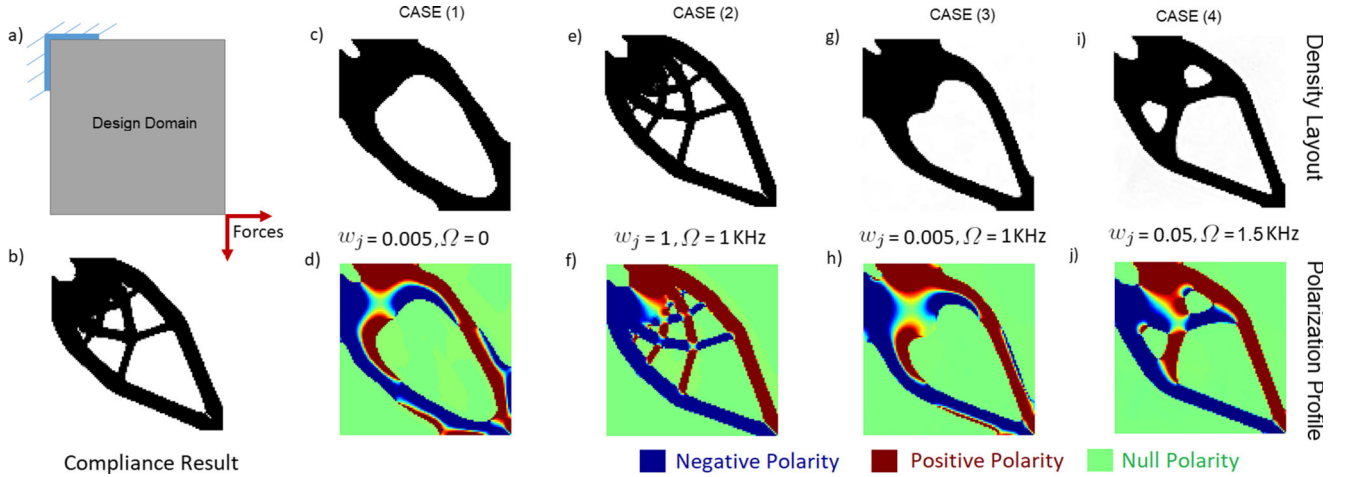 CASE (1)
CASE (2)
CASE (3)
CASE (4)
a)
c)
e)
g)
i)
Design Domain
Density Layout
Forces
w_j = 0.005, Ω = 0
w_j = 1, Ω = 1 KHz
w_j = 0.005, Ω = 1KHz
w_j = 0.05, Ω = 1.5 KHz
b)
d)
f)
h)
j)
Polarization Profile
Compliance Result
Negative Polarity
Positive Polarity
Null Polarity